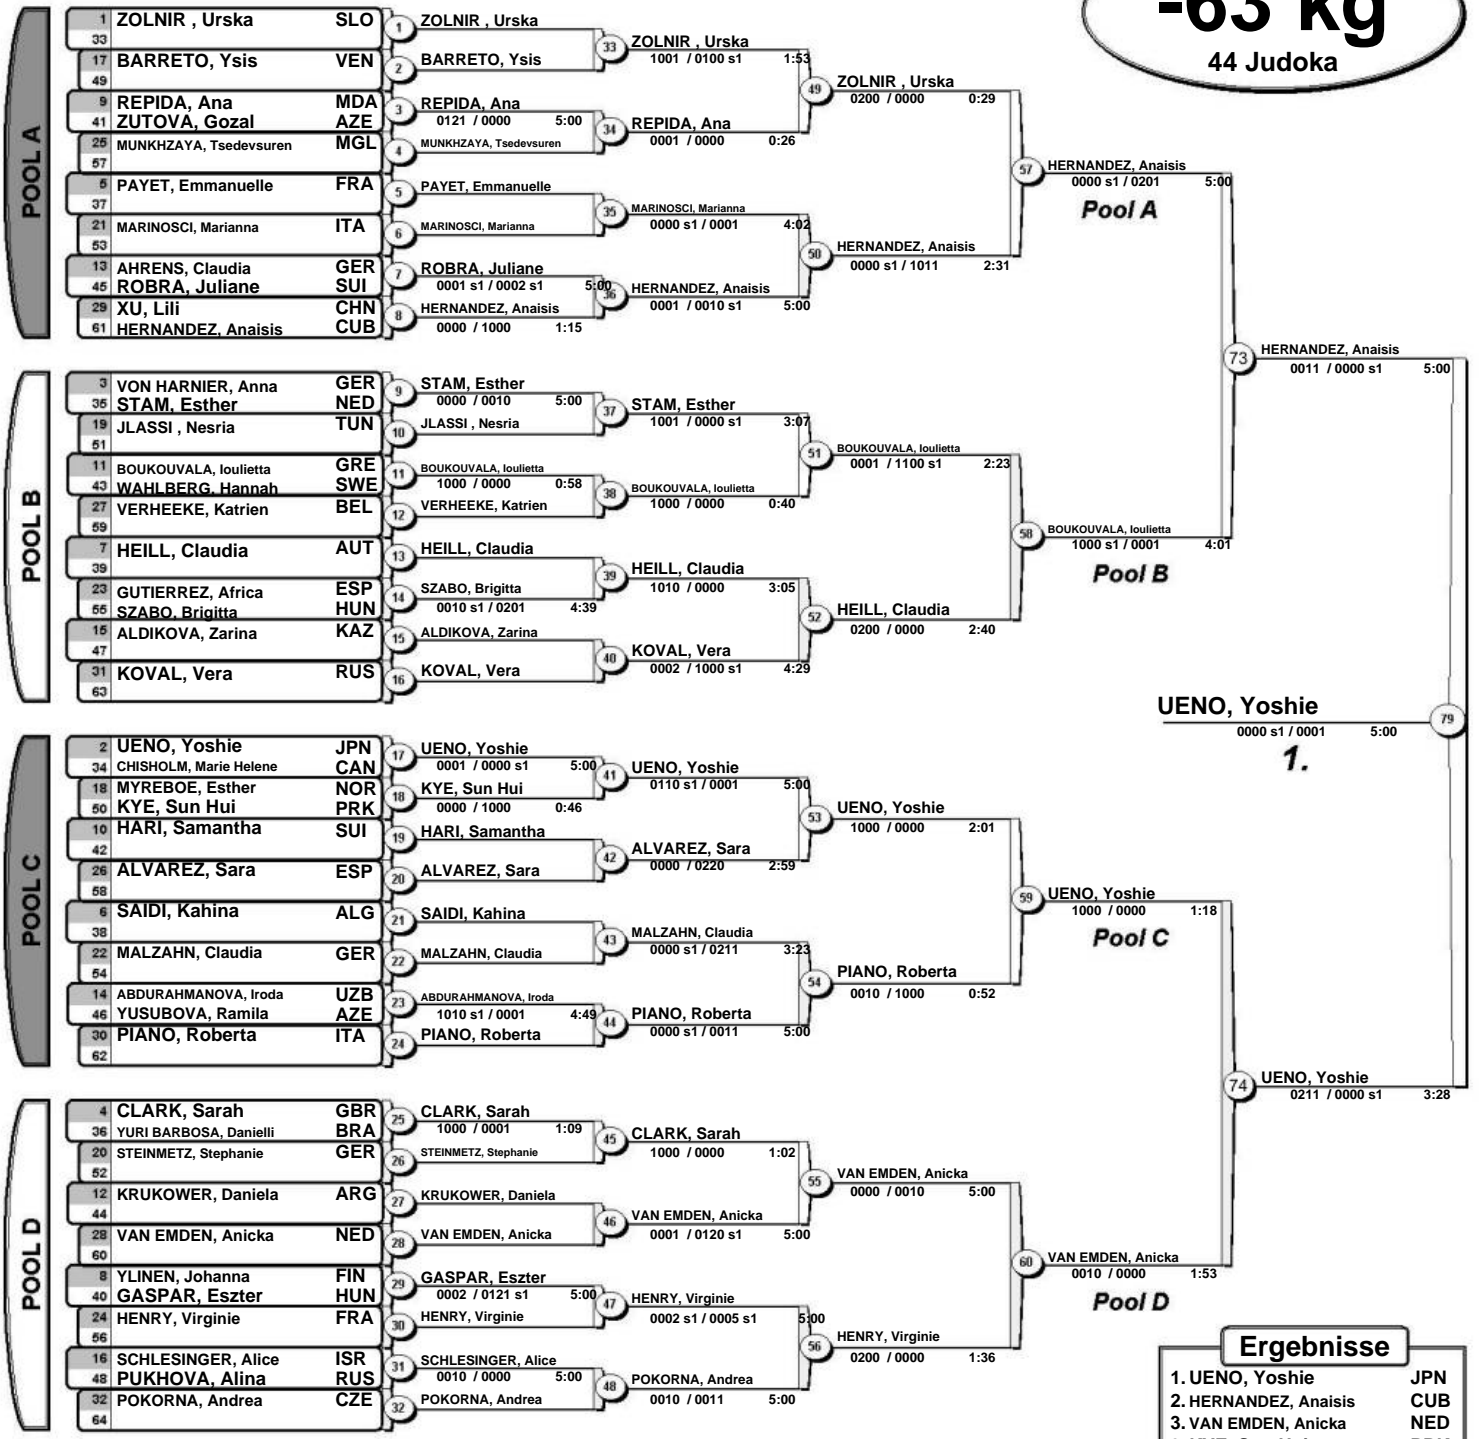 -63 kg
44 Judoka
POOL A
1 ZOLNIR , Urska SLO
33
17 BARRETO, Ysis VEN
49
9 REPIDA, Ana MDA
41 ZUTOVA, Gozal AZE
25 MUNKHZAYA, Tsedevsuren MGL
57
5 PAYET, Emmanuelle FRA
37
21 MARINOSCI, Marianna ITA
53
13 AHRENS, Claudia GER
45 ROBRA, Juliane SUI
29 XU, Lili CHN
61 HERNANDEZ, Anaisis CUB
1 ZOLNIR , Urska
2 BARRETO, Ysis
3 REPIDA, Ana
0121 / 0000 5:00
4 MUNKHZAYA, Tsedevsuren
5 PAYET, Emmanuelle
6 MARINOSCI, Marianna
7 ROBRA, Juliane
0001 s1 / 0002 s1 5:00
8 HERNANDEZ, Anaisis
0000 / 1000 1:15
33 ZOLNIR , Urska
1001 / 0100 s1 1:53
34 REPIDA, Ana
0001 / 0000 0:26
35 MARINOSCI, Marianna
0000 s1 / 0001 4:02
36 HERNANDEZ, Anaisis
0001 / 0010 s1 5:00
49 ZOLNIR , Urska
0200 / 0000 0:29
50 HERNANDEZ, Anaisis
0000 s1 / 1011 2:31
57 HERNANDEZ, Anaisis
0000 s1 / 0201 5:00
Pool A
POOL B
3 VON HARNIER, Anna GER
35 STAM, Esther NED
19 JLASSI , Nesria TUN
51
11 BOUKOUVALA, Ioulietta GRE
43 WAHLBERG, Hannah SWE
27 VERHEEKE, Katrien BEL
59
7 HEILL, Claudia AUT
39
23 GUTIERREZ, Africa ESP
55 SZABO, Brigitta HUN
15 ALDIKOVA, Zarina KAZ
47
31 KOVAL, Vera RUS
63
9 STAM, Esther
0000 / 0010 5:00
10 JLASSI , Nesria
11 BOUKOUVALA, Ioulietta
1000 / 0000 0:58
12 VERHEEKE, Katrien
13 HEILL, Claudia
14 SZABO, Brigitta
0010 s1 / 0201 4:39
15 ALDIKOVA, Zarina
16 KOVAL, Vera
37 STAM, Esther
1001 / 0000 s1 3:07
38 BOUKOUVALA, Ioulietta
1000 / 0000 0:40
39 HEILL, Claudia
1010 / 0000 3:05
40 KOVAL, Vera
0002 / 1000 s1 4:29
51 BOUKOUVALA, Ioulietta
0001 / 1100 s1 2:23
52 HEILL, Claudia
0200 / 0000 2:40
58 BOUKOUVALA, Ioulietta
1000 s1 / 0001 4:01
Pool B
73 HERNANDEZ, Anaisis
0011 / 0000 s1 5:00
UENO, Yoshie 79
0000 s1 / 0001 5:00
1.
POOL C
2 UENO, Yoshie JPN
34 CHISHOLM, Marie Helene CAN
18 MYREBOE, Esther NOR
50 KYE, Sun Hui PRK
10 HARI, Samantha SUI
42
26 ALVAREZ, Sara ESP
58
6 SAIDI, Kahina ALG
38
22 MALZAHN, Claudia GER
54
14 ABDURAHMANOVA, Iroda UZB
46 YUSUBOVA, Ramila AZE
30 PIANO, Roberta ITA
62
17 UENO, Yoshie
0001 / 0000 s1 5:00
18 KYE, Sun Hui
0000 / 1000 0:46
19 HARI, Samantha
20 ALVAREZ, Sara
21 SAIDI, Kahina
22 MALZAHN, Claudia
23 ABDURAHMANOVA, Iroda
1010 s1 / 0001 4:49
24 PIANO, Roberta
41 UENO, Yoshie
0110 s1 / 0001 5:00
42 ALVAREZ, Sara
0000 / 0220 2:59
43 MALZAHN, Claudia
0000 s1 / 0211 3:23
44 PIANO, Roberta
0000 s1 / 0011 5:00
53 UENO, Yoshie
1000 / 0000 2:01
54 PIANO, Roberta
0010 / 1000 0:52
59 UENO, Yoshie
1000 / 0000 1:18
Pool C
74 UENO, Yoshie
0211 / 0000 s1 3:28
POOL D
4 CLARK, Sarah GBR
36 YURI BARBOSA, Danielli BRA
20 STEINMETZ, Stephanie GER
52
12 KRUKOWER, Daniela ARG
44
28 VAN EMDEN, Anicka NED
60
8 YLINEN, Johanna FIN
40 GASPAR, Eszter HUN
24 HENRY, Virginie FRA
56
16 SCHLESINGER, Alice ISR
48 PUKHOVA, Alina RUS
32 POKORNA, Andrea CZE
64
25 CLARK, Sarah
1000 / 0001 1:09
26 STEINMETZ, Stephanie
27 KRUKOWER, Daniela
28 VAN EMDEN, Anicka
29 GASPAR, Eszter
0002 / 0121 s1 5:00
30 HENRY, Virginie
31 SCHLESINGER, Alice
0010 / 0000 5:00
32 POKORNA, Andrea
45 CLARK, Sarah
1000 / 0000 1:02
46 VAN EMDEN, Anicka
0001 / 0120 s1 5:00
47 HENRY, Virginie
0002 s1 / 0005 s1 5:00
48 POKORNA, Andrea
0010 / 0011 5:00
55 VAN EMDEN, Anicka
0000 / 0010 5:00
56 HENRY, Virginie
0200 / 0000 1:36
60 VAN EMDEN, Anicka
0010 / 0000 1:53
Pool D
Ergebnisse
1. UENO, Yoshie JPN
2. HERNANDEZ, Anaisis CUB
3. VAN EMDEN, Anicka NED